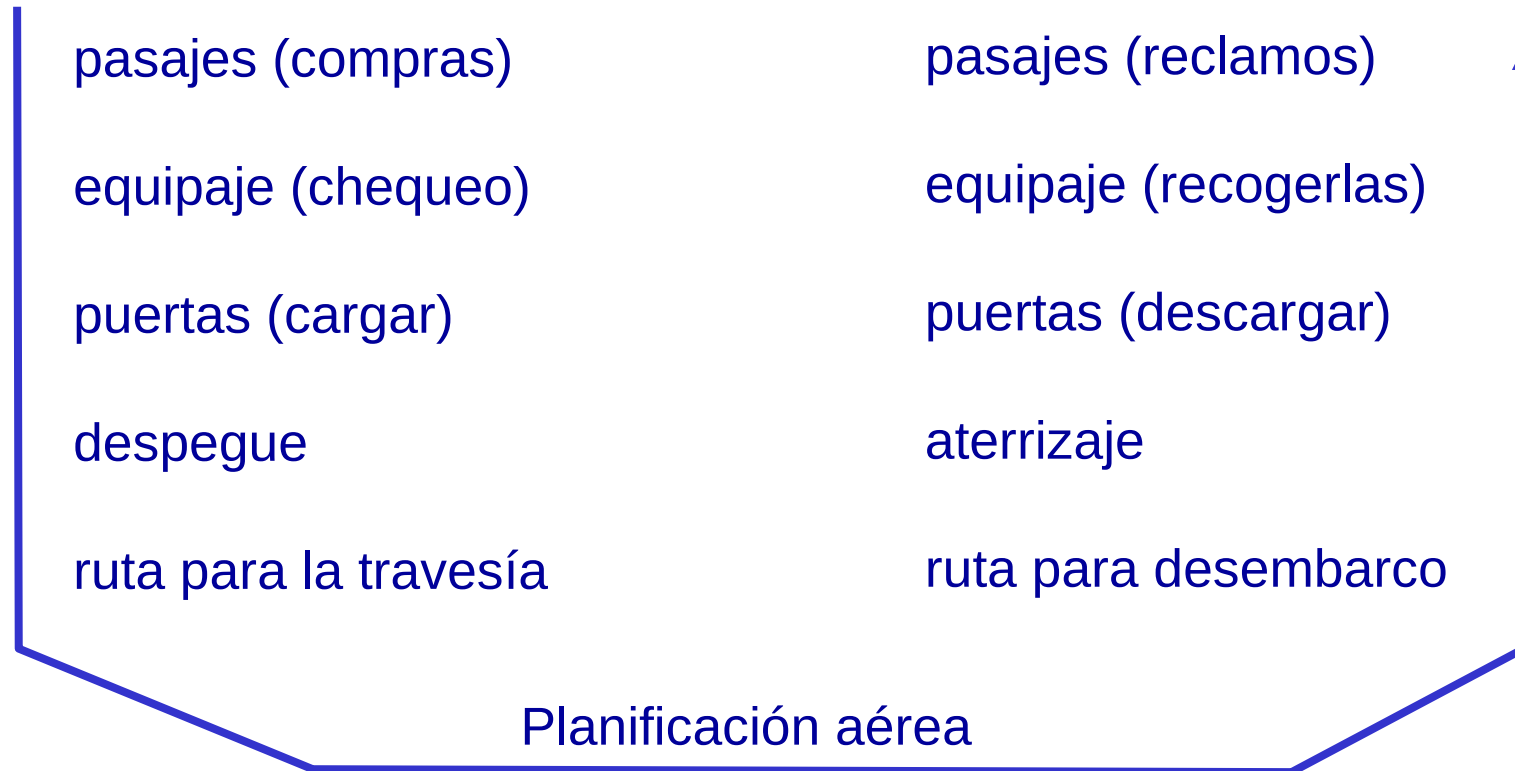 pasajes (compras)
equipaje (chequeo)
puertas (cargar)
despegue
ruta para la travesía
pasajes (reclamos)
equipaje (recogerlas)
puertas (descargar)
aterrizaje
ruta para desembarco
Planificación aérea